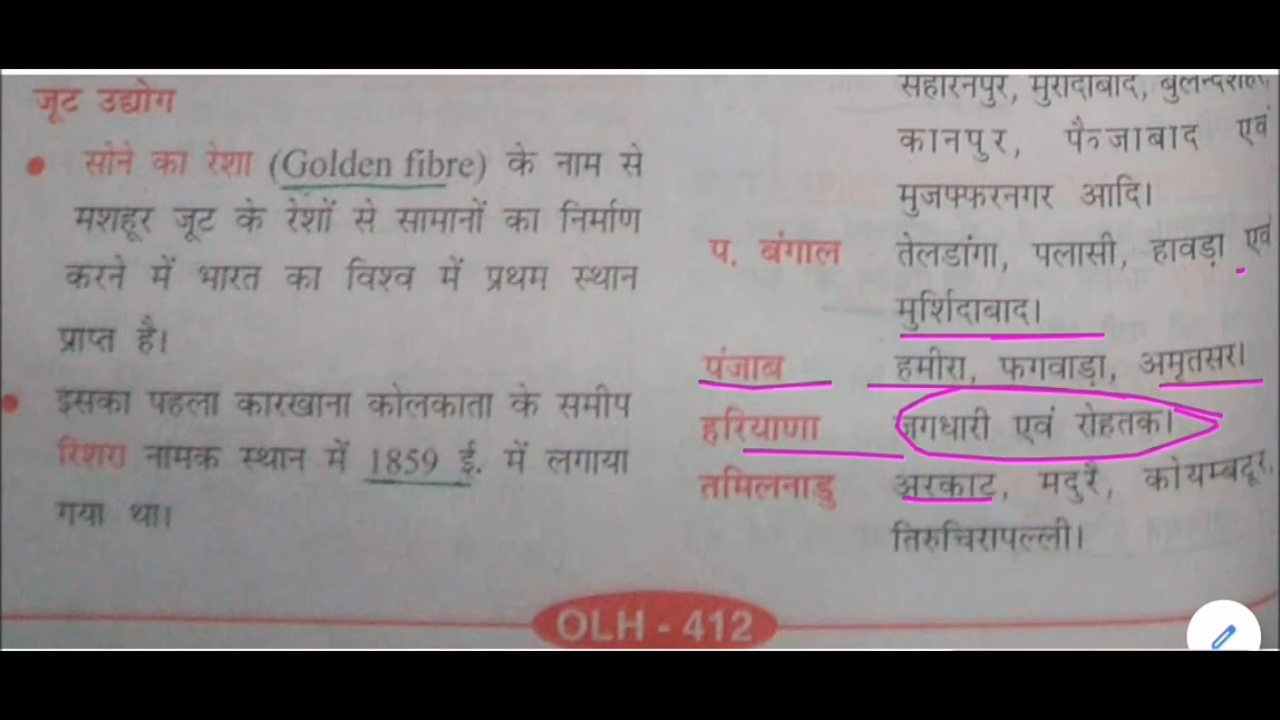 जूट उद्योग
• सोने का रेशा (Golden fibre) के नाम से
मशहूर जूट के रेशों से सामानों का निर्माण
करने में भारत का विश्व में प्रथम स्थान
प्राप्त है।
• इसका पहला कारखाना कोलकाता के समीप
रिशरा नामक स्थान में 1859 ई. में लगाया
गया था।
सहारनपुर, मुरादाबाद,
कानपुर, फैजाबाद एवं
मुजफ्फरनगर आदि।
प. बंगाल तेलडांगा, पलासी, हावड़ा एवं
मुर्शिदाबाद।
पंजाब हमीरा, फगवाड़ा, अमृतसर।
हरियाणा जगधारी एवं रोहतक।
तमिलनाडु अरकाट, मदुरै, कोयम्बटूर,
तिरुचिरापल्ली।
OLH - 412